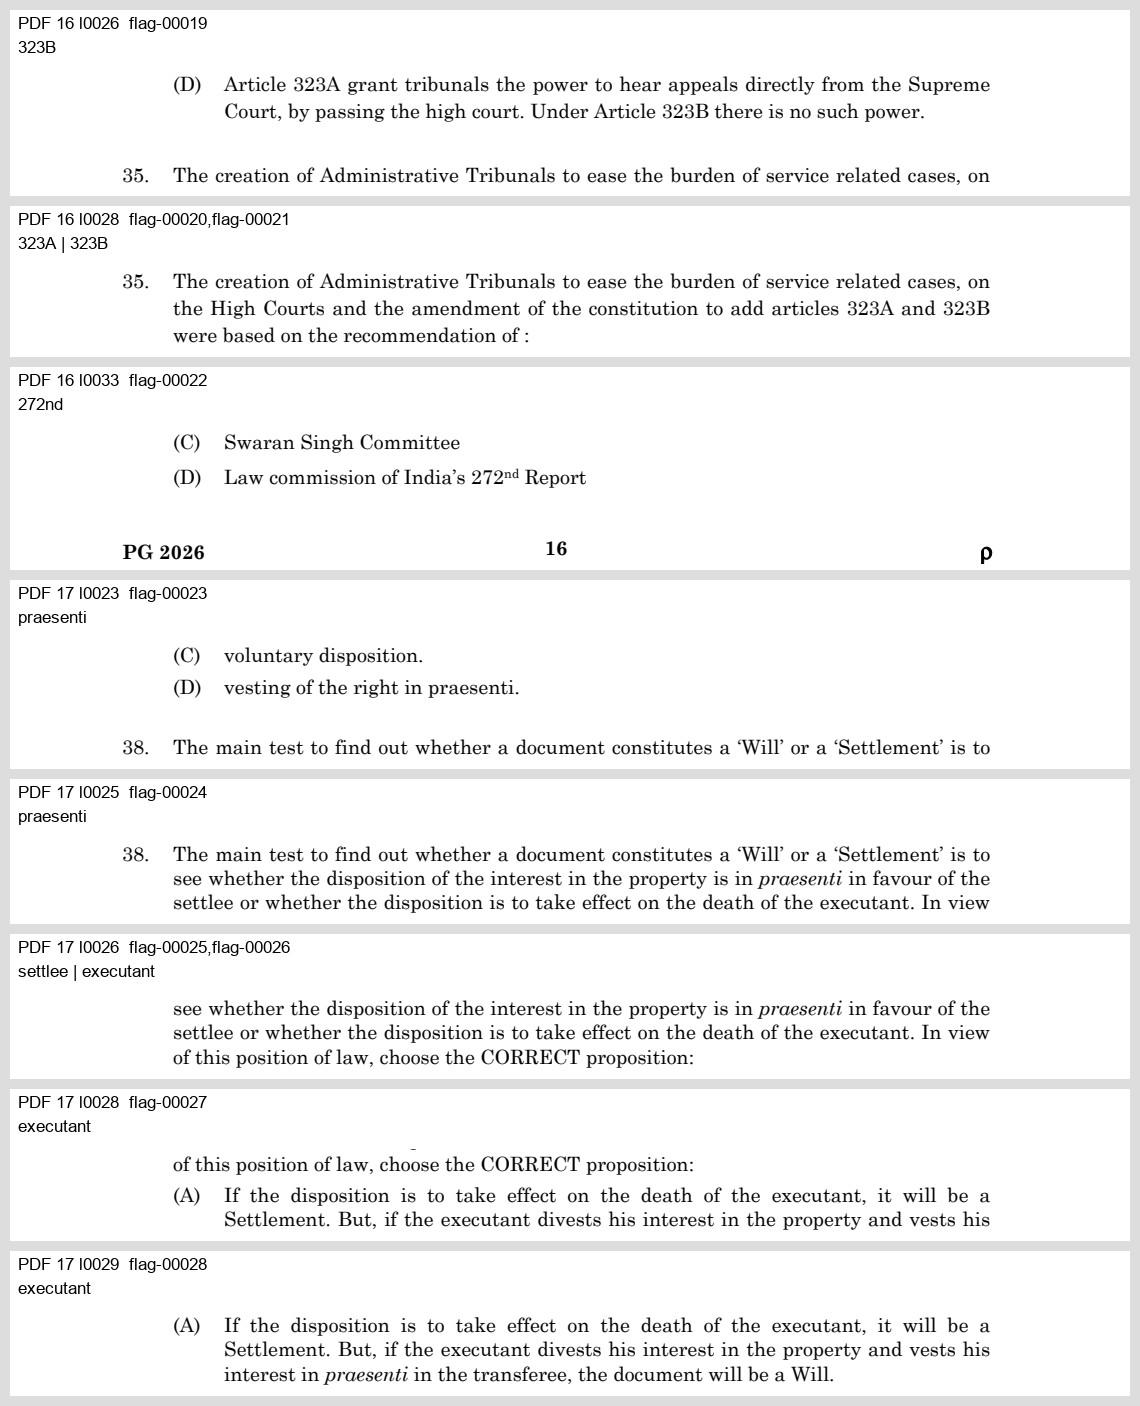 PDF 16 l0026 flag-00019
323B
(D) Article 323A grant tribunals the power to hear appeals directly from the Supreme
Court, by passing the high court. Under Article 323B there is no such power.
35. The creation of Administrative Tribunals to ease the burden of service related cases, on
PDF 16 l0028 flag-00020,flag-00021
323A | 323B
35. The creation of Administrative Tribunals to ease the burden of service related cases, on
the High Courts and the amendment of the constitution to add articles 323A and 323B
were based on the recommendation of :
PDF 16 l0033 flag-00022
272nd
(C) Swaran Singh Committee
(D) Law commission of India’s 272nd Report
PG 2026 16 ρ
PDF 17 l0023 flag-00023
praesenti
(C) voluntary disposition.
(D) vesting of the right in praesenti.
38. The main test to find out whether a document constitutes a ‘Will’ or a ‘Settlement’ is to
PDF 17 l0025 flag-00024
praesenti
38. The main test to find out whether a document constitutes a ‘Will’ or a ‘Settlement’ is to
see whether the disposition of the interest in the property is in praesenti in favour of the
settlee or whether the disposition is to take effect on the death of the executant. In view
PDF 17 l0026 flag-00025,flag-00026
settlee | executant
see whether the disposition of the interest in the property is in praesenti in favour of the
settlee or whether the disposition is to take effect on the death of the executant. In view
of this position of law, choose the CORRECT proposition:
PDF 17 l0028 flag-00027
executant
of this position of law, choose the CORRECT proposition:
(A) If the disposition is to take effect on the death of the executant, it will be a
Settlement. But, if the executant divests his interest in the property and vests his
PDF 17 l0029 flag-00028
executant
(A) If the disposition is to take effect on the death of the executant, it will be a
Settlement. But, if the executant divests his interest in the property and vests his
interest in praesenti in the transferee, the document will be a Will.